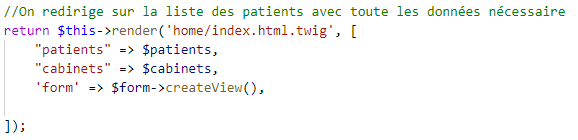 //On redirige sur la liste des patients avec toute les données nécessaire
return $this->render('home/index.html.twig', [
"patients" => $patients,
"cabinets" => $cabinets,
'form' => $form->createView(),
]);